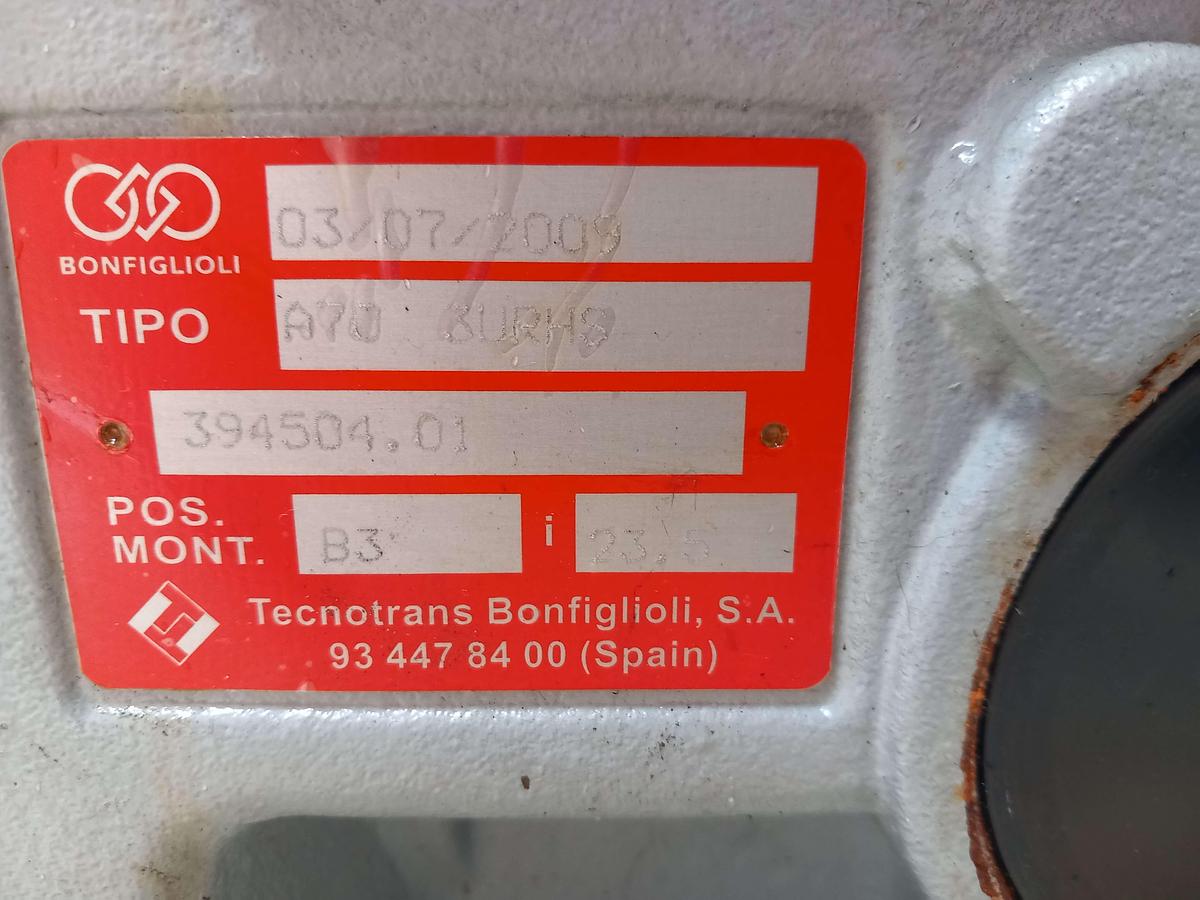 BONFIGLIOLI
03/07/2009
TIPO
A70 3URHS
394504.01
POS. MONT.
B3
i
23.5
Tecnotrans Bonfiglioli, S.A.
93 447 84 00 (Spain)